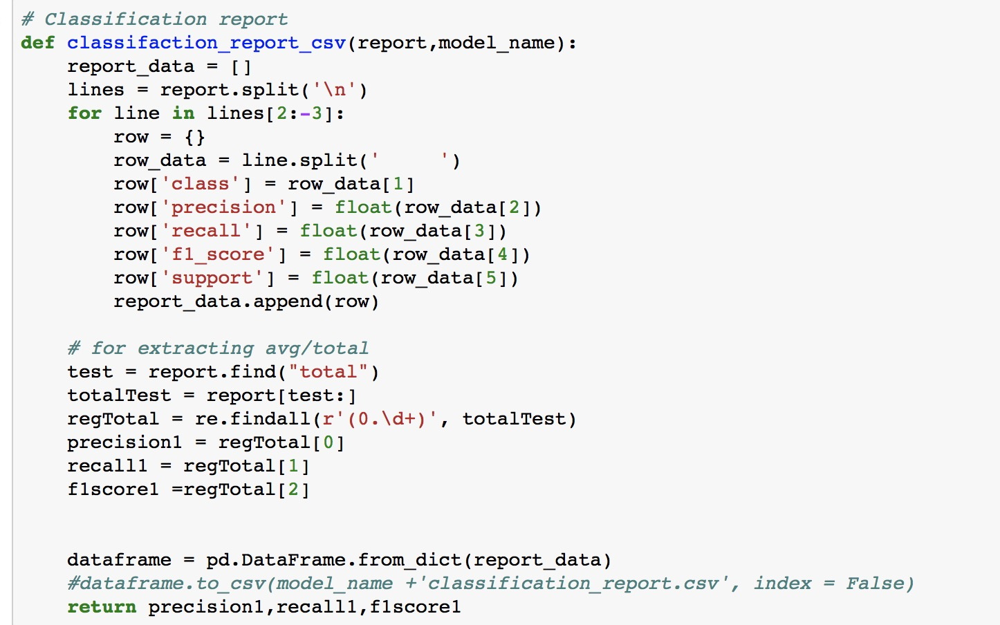 # Classification report
def classifaction_report_csv(report,model_name):
    report_data = []
    lines = report.split('\n')
    for line in lines[2:-3]:
        row = {}
        row_data = line.split('     ')
        row['class'] = row_data[1]
        row['precision'] = float(row_data[2])
        row['recall'] = float(row_data[3])
        row['f1_score'] = float(row_data[4])
        row['support'] = float(row_data[5])
        report_data.append(row)

    # for extracting avg/total
    test = report.find("total")
    totalTest = report[test:]
    regTotal = re.findall(r'(0.\d+)', totalTest)
    precision1 = regTotal[0]
    recall1 = regTotal[1]
    f1score1 =regTotal[2]


    dataframe = pd.DataFrame.from_dict(report_data)
    #dataframe.to_csv(model_name +'classification_report.csv', index = False)
    return precision1,recall1,f1score1